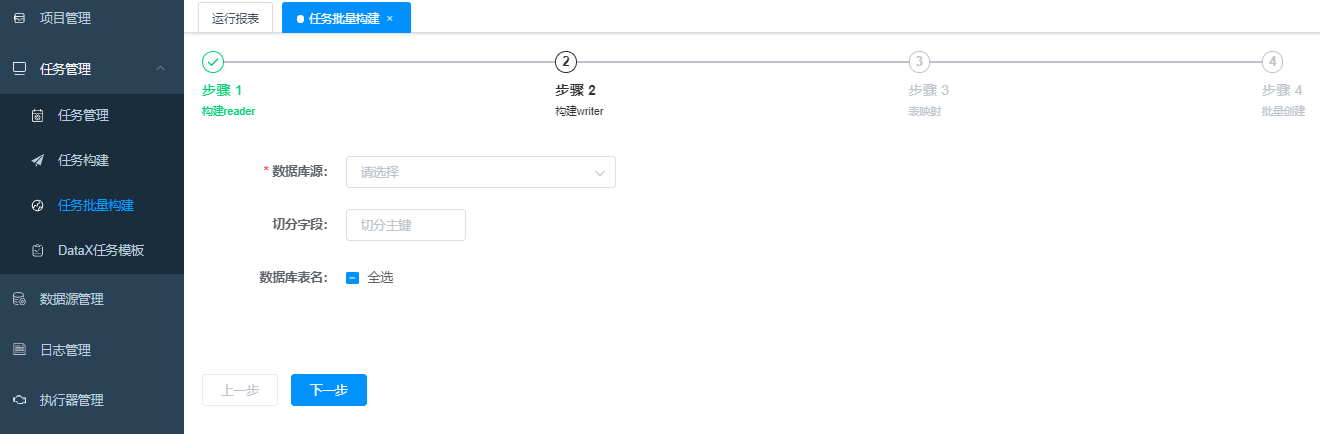 项目管理
任务管理
任务管理
任务构建
任务批量构建
DataX任务模板
数据源管理
日志管理
执行器管理
运行报表
任务批量构建 ×
2
3
4
步骤 1
步骤 2
步骤 3
步骤 4
构建reader
构建writer
表映射
批量创建
* 数据库源： 请选择
切分字段： 切分主键
数据库表名： 全选
上一步 下一步